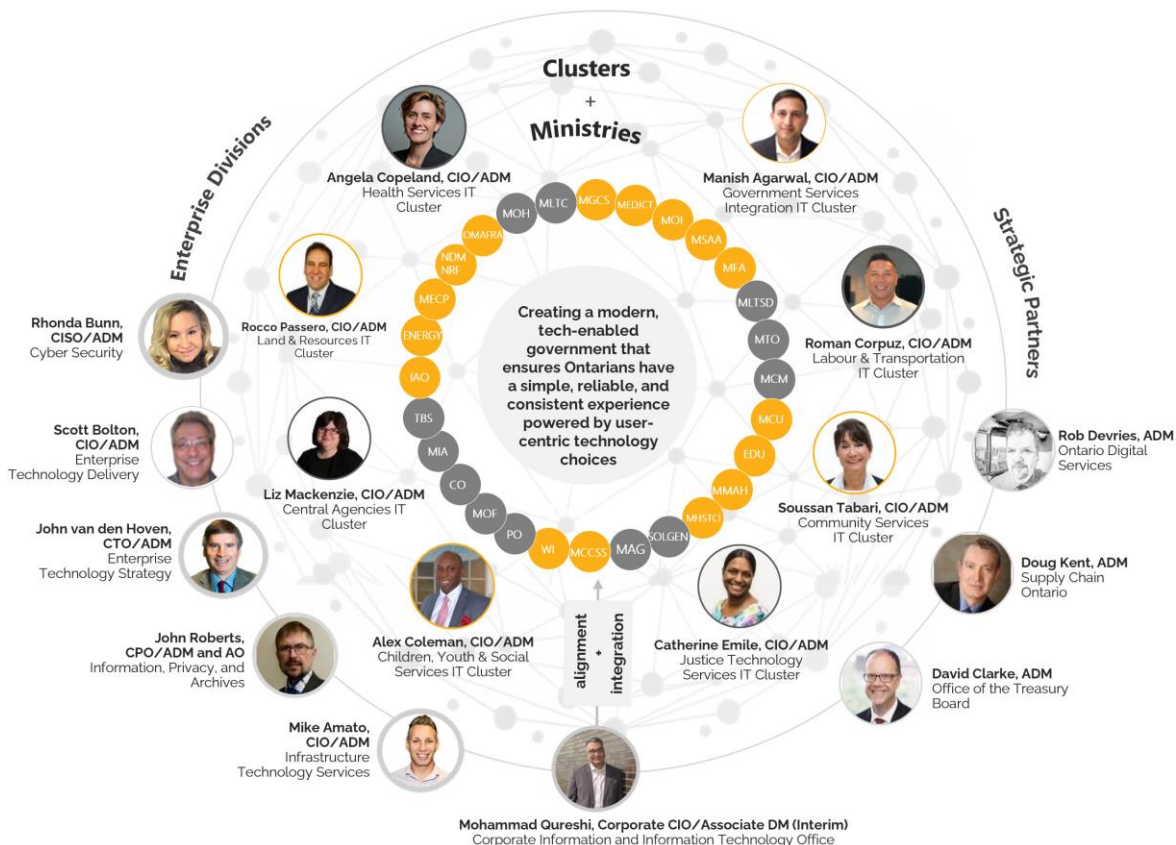 Clusters
+
Ministries
Enterprise Divisions
Strategic Partners
Angela Copeland, CIO/ADM
Health Services IT
Cluster
Manish Agarwal, CIO/ADM
Government Services
Integration IT Cluster
Rocco Passero, CIO/ADM
Land & Resources IT
Cluster
Roman Corpuz, CIO/ADM
Labour & Transportation
IT Cluster
Liz Mackenzie, CIO/ADM
Central Agencies IT
Cluster
Soussan Tabari, CIO/ADM
Community Services
IT Cluster
Alex Coleman, CIO/ADM
Children, Youth & Social
Services IT Cluster
Catherine Emile, CIO/ADM
Justice Technology
Services IT Cluster
MOH
MLTC
MGCS
MEDJCT
MOI
MSAA
MFA
MLTSD
MTO
MCM
MCU
EDU
MMAH
MHSTCI
SOLGEN
MAG
MCCSS
WI
PO
MOF
CO
MIA
TBS
IAO
ENERGY
MECP
NDM
NRF
OMAFRA
Creating a modern,
tech-enabled
government that
ensures Ontarians have
a simple, reliable, and
consistent experience
powered by user-
centric technology
choices
Rhonda Bunn,
CISO/ADM
Cyber Security
Scott Bolton,
CIO/ADM
Enterprise
Technology Delivery
John van den Hoven,
CTO/ADM
Enterprise
Technology Strategy
John Roberts,
CPO/ADM and AO
Information, Privacy, and
Archives
Mike Amato,
CIO/ADM
Infrastructure
Technology Services
Rob Devries, ADM
Ontario Digital
Services
Doug Kent, ADM
Supply Chain
Ontario
David Clarke, ADM
Office of the Treasury
Board
alignment
+
integration
Mohammad Qureshi, Corporate CIO/Associate DM (Interim)
Corporate Information and Information Technology Office